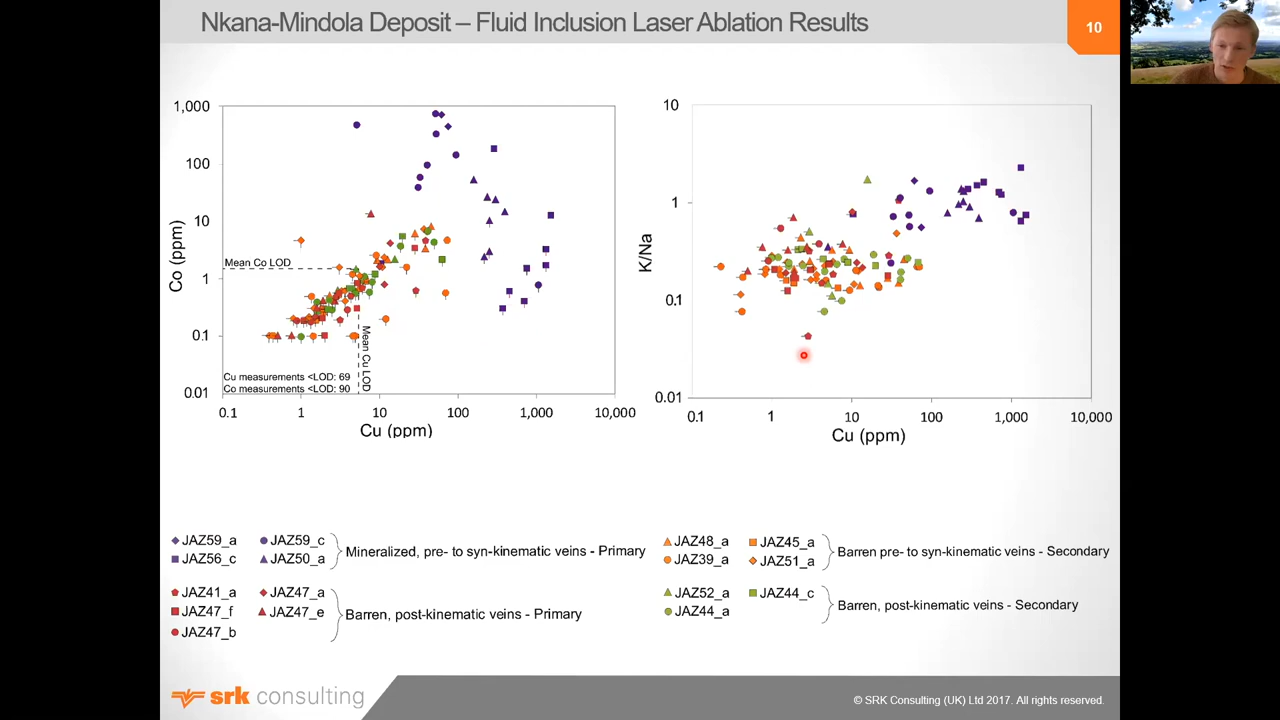 Nkana-Mindola Deposit – Fluid Inclusion Laser Ablation Results
10
1,000
100
10
1
0.1
0.01
Co (ppm)
Mean Co LOD
Mean Cu LOD
Cu measurements <LOD: 69
Co measurements <LOD: 90
0.1 1 10 100 1,000 10,000
Cu (ppm)
10
1
0.1
0.01
K/Na
0.1 1 10 100 1,000 10,000
Cu (ppm)
JAZ59_a JAZ59_c
JAZ56_c JAZ50_a
Mineralized, pre- to syn-kinematic veins - Primary
JAZ41_a JAZ47_a
JAZ47_f JAZ47_e
JAZ47_b
Barren, post-kinematic veins - Primary
JAZ48_a JAZ45_a
JAZ39_a JAZ51_a
Barren pre- to syn-kinematic veins - Secondary
JAZ52_a JAZ44_c
JAZ44_a
Barren, post-kinematic veins - Secondary
srk consulting
© SRK Consulting (UK) Ltd 2017. All rights reserved.